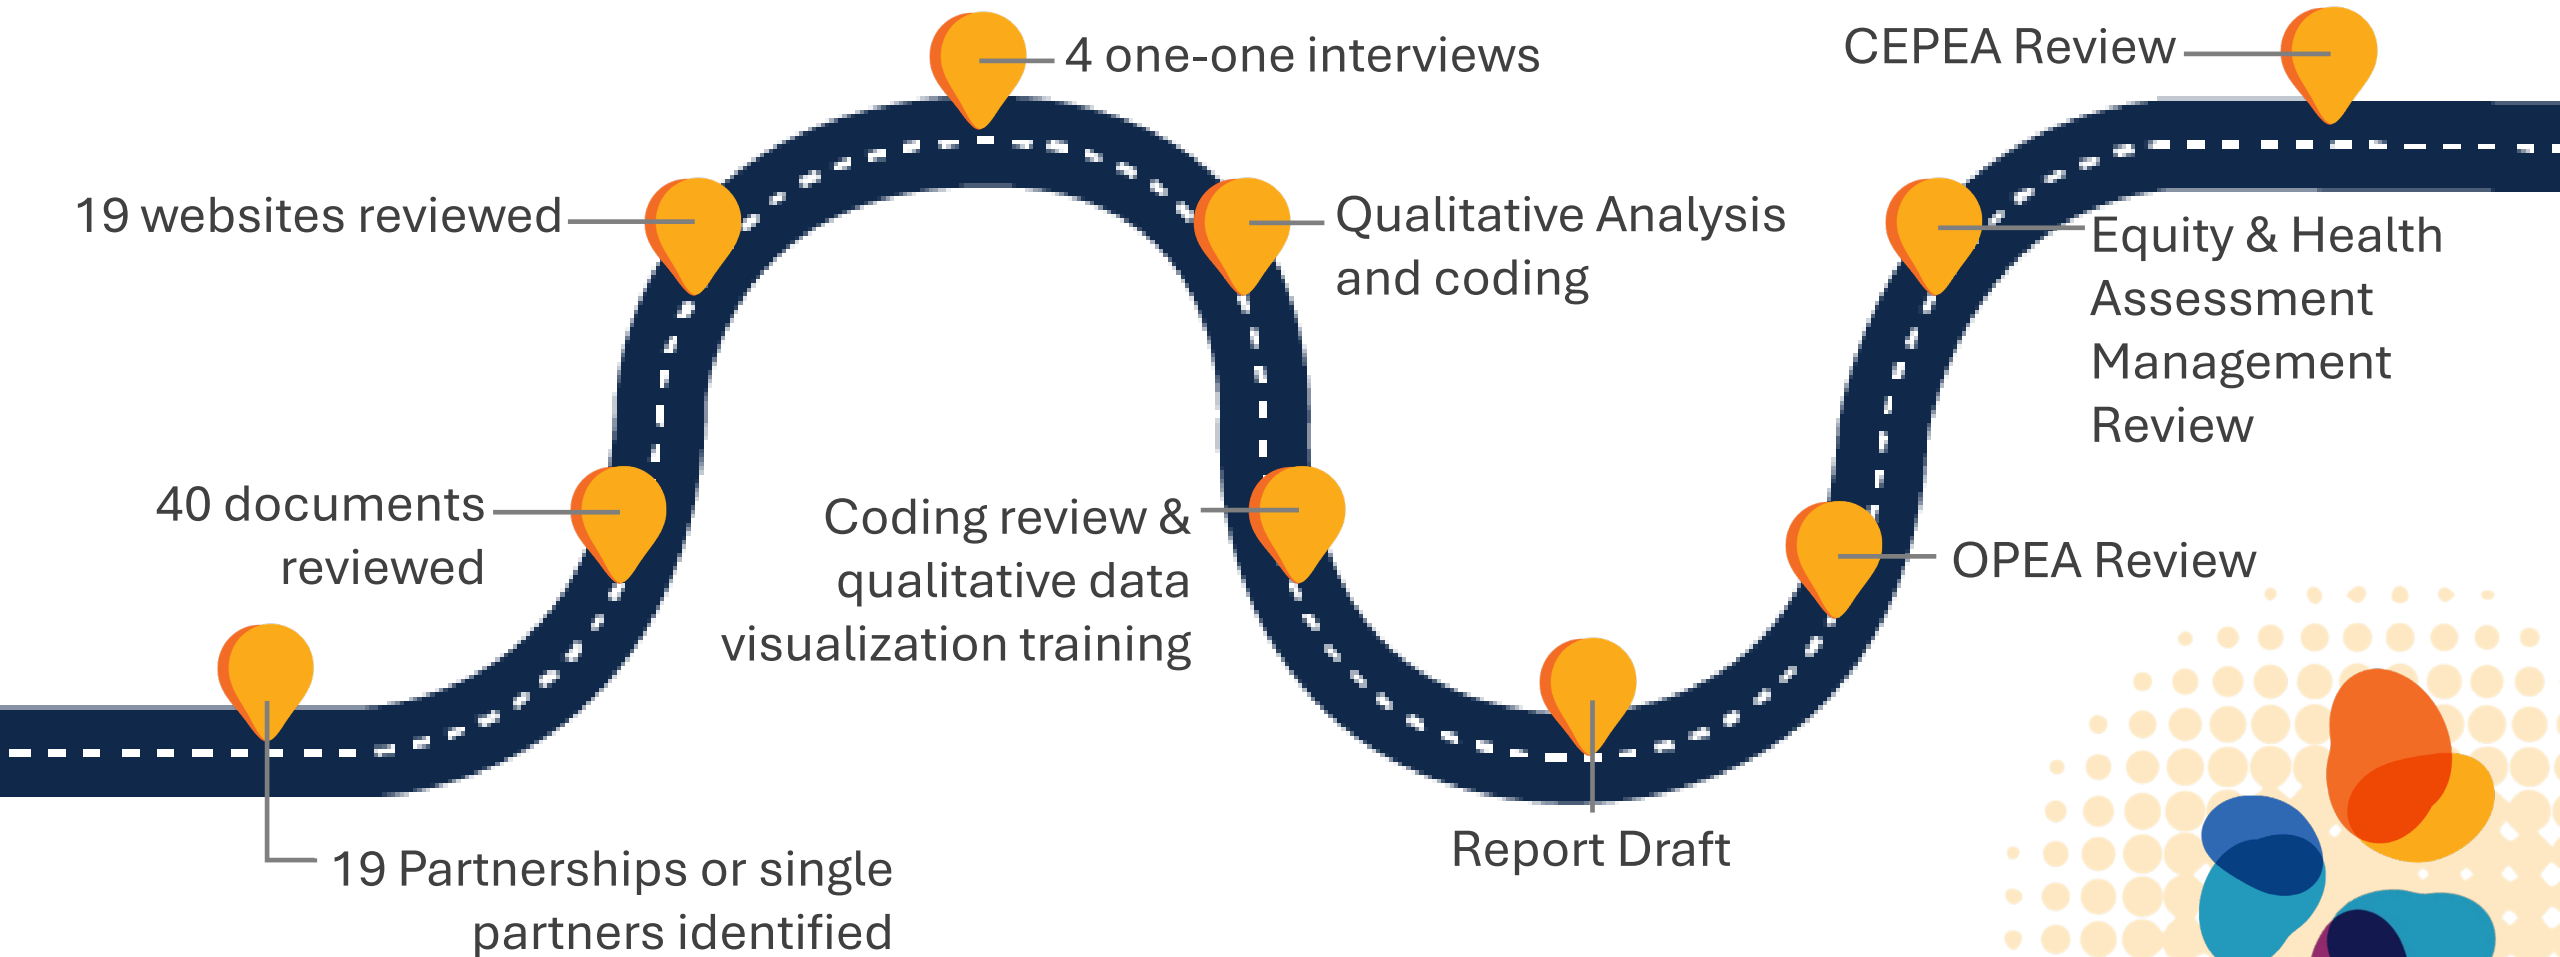 19 Partnerships or single
partners identified
40 documents
reviewed
19 websites reviewed
4 one-one interviews
Qualitative Analysis
and coding
Coding review &
qualitative data
visualization training
Report Draft
OPEA Review
Equity & Health
Assessment
Management
Review
CEPEA Review